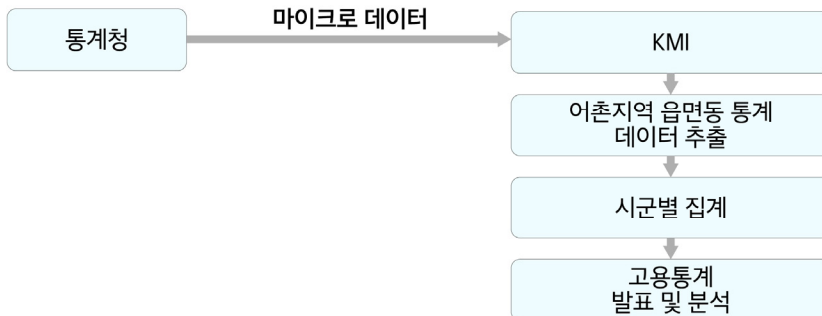 통계청
마이크로 데이터
KMI
어촌지역 읍면동 통계
데이터 추출
시군별 집계
고용통계
발표 및 분석